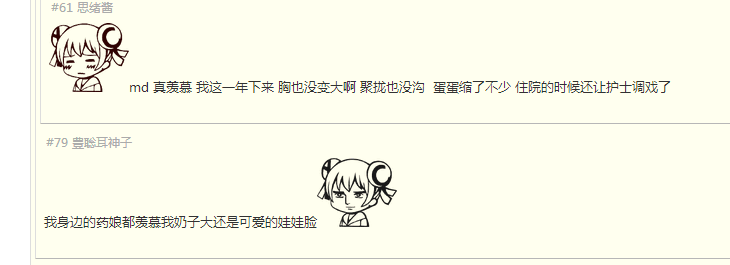 #61 思绪酱
md 真羡慕 我这一年下来 胸也没变大啊 聚拢也没沟 蛋蛋缩了不少 住院的时候还让护士调戏了
#79 豊聡耳神子
我身边的药娘都羡慕我奶子大还是可爱的娃娃脸